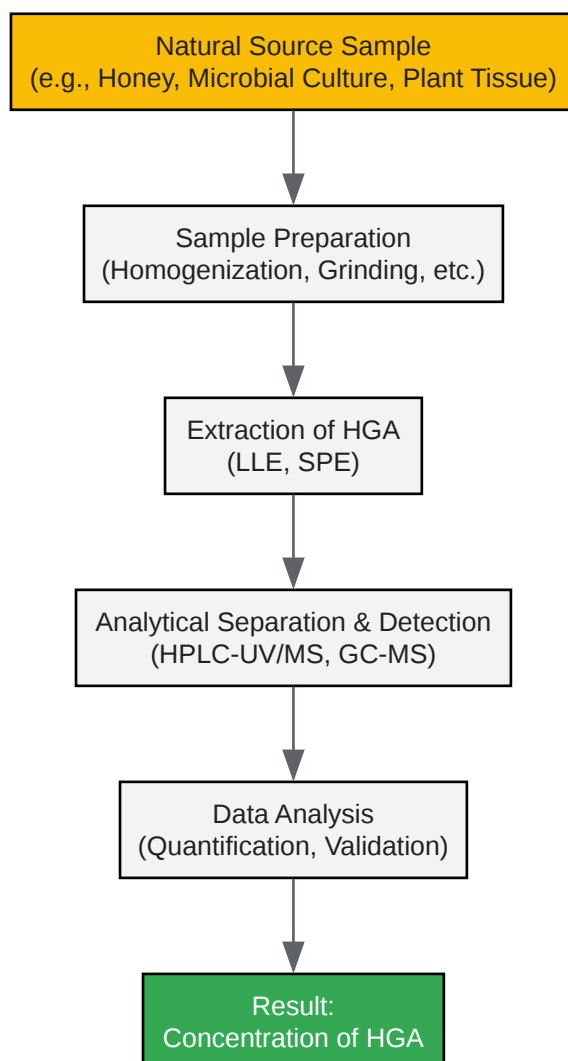 Natural Source Sample
(e.g., Honey, Microbial Culture, Plant Tissue)
Sample Preparation
(Homogenization, Grinding, etc.)
Extraction of HGA
(LLE, SPE)
Analytical Separation & Detection
(HPLC-UV/MS, GC-MS)
Data Analysis
(Quantification, Validation)
Result:
Concentration of HGA